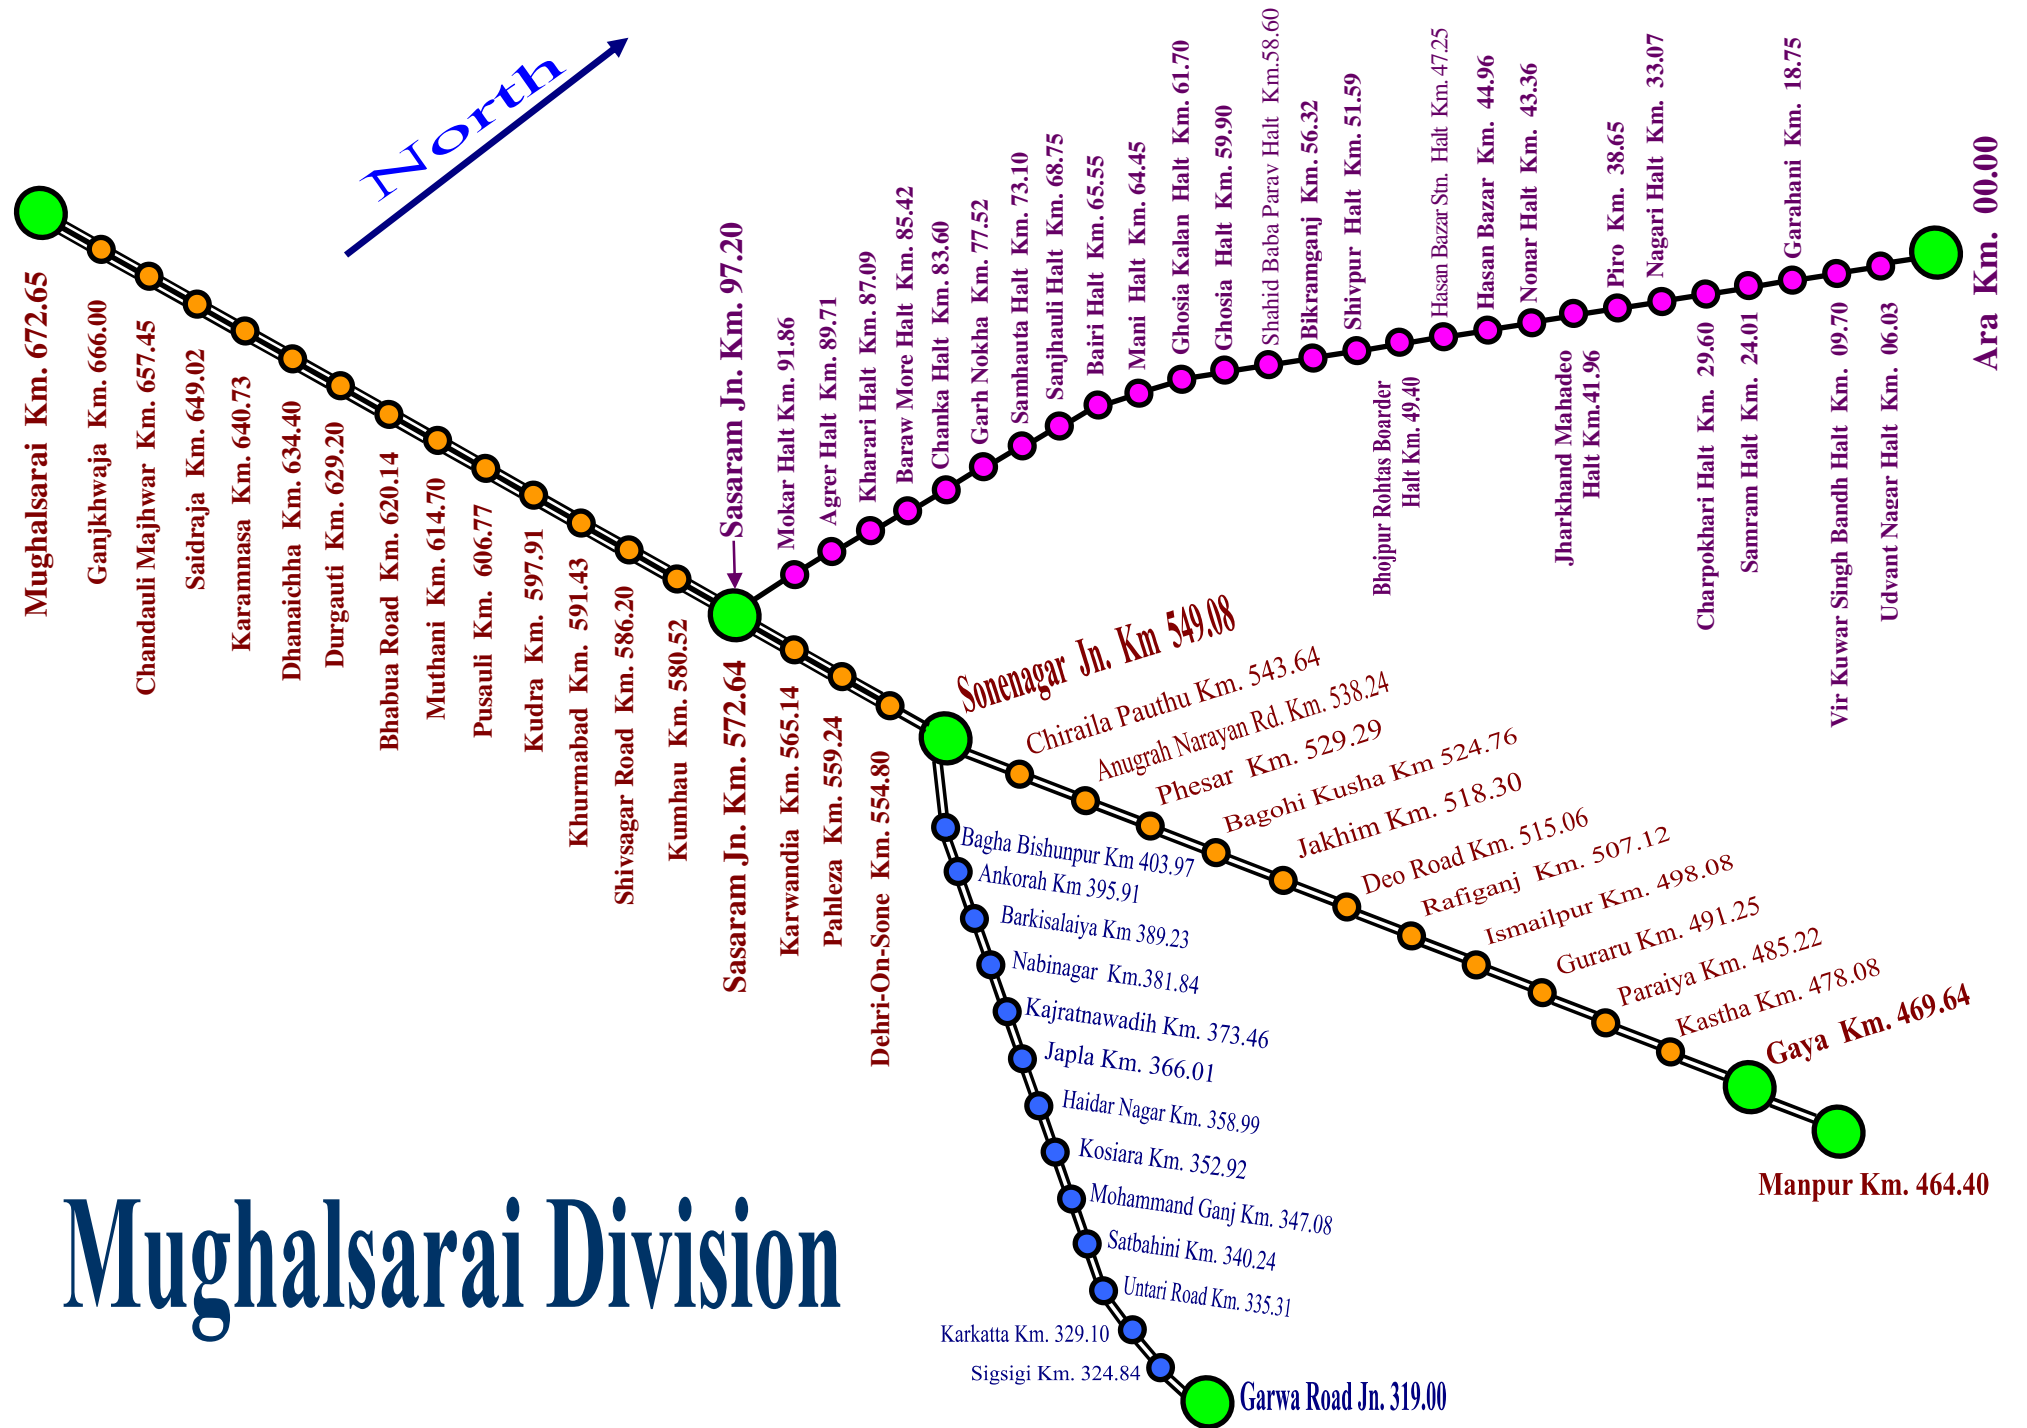 North
Mughalsarai Km. 672.65
Ganjkhwaja Km. 666.00
Chandauli Majhwar Km. 657.45
Saidraja Km. 649.02
Karamnasa Km. 640.73
Dhanaichha Km. 634.40
Durgauti Km. 629.20
Bhabua Road Km. 620.14
Muthani Km. 614.70
Pusauli Km. 606.77
Kudra Km. 597.91
Khurmabad Km. 591.43
Shivsagar Road Km. 586.20
Kumhau Km. 580.52
Sasaram Jn. Km. 572.64
Karwandia Km. 565.14
Pahleza Km. 559.24
Dehri-On-Sone Km. 554.80
Sasaram Jn. Km. 97.20
Mokar Halt Km. 91.86
Agrer Halt Km. 89.71
Kharari Halt Km. 87.09
Baraw More Halt Km. 85.42
Chanka Halt Km. 83.60
Garh Nokha Km. 77.52
Samhauta Halt Km. 73.10
Sanjhauli Halt Km. 68.75
Bairi Halt Km. 65.55
Mani Halt Km. 64.45
Ghosia Kalan Halt Km. 61.70
Ghosia Halt Km. 59.90
Shahid Baba Parav Halt Km.58.60
Bikramganj Km. 56.32
Shivpur Halt Km. 51.59
Bhojpur Rohtas Boarder
Halt Km. 49.40
Hasan Bazar Stn. Halt Km. 47.25
Hasan Bazar Km. 44.96
Nonar Halt Km. 43.36
Jharkhand Mahadeo
Halt Km.41.96
Piro Km. 38.65
Nagari Halt Km. 33.07
Charpokhari Halt Km. 29.60
Samram Halt Km. 24.01
Garahani Km. 18.75
Vir Kuwar Singh Bandh Halt Km. 09.70
Udvant Nagar Halt Km. 06.03
Ara Km. 00.00
Sonenagar Jn. Km 549.08
Chiraila Pauthu Km. 543.64
Anugrah Narayan Rd. Km. 538.24
Phesar Km. 529.29
Bagohi Kusha Km 524.76
Jakhim Km. 518.30
Deo Road Km. 515.06
Rafiganj Km. 507.12
Ismailpur Km. 498.08
Guraru Km. 491.25
Paraiya Km. 485.22
Kastha Km. 478.08
Gaya Km. 469.64
Manpur Km. 464.40
Bagha Bishunpur Km 403.97
Ankorah Km 395.91
Barkisalaiya Km 389.23
Nabinagar Km.381.84
Kajratnawadih Km. 373.46
Japla Km. 366.01
Haidar Nagar Km. 358.99
Kosiara Km. 352.92
Mohammand Ganj Km. 347.08
Satbahini Km. 340.24
Untari Road Km. 335.31
Karkatta Km. 329.10
Sigsigi Km. 324.84
Garwa Road Jn. 319.00
Mughalsarai Division